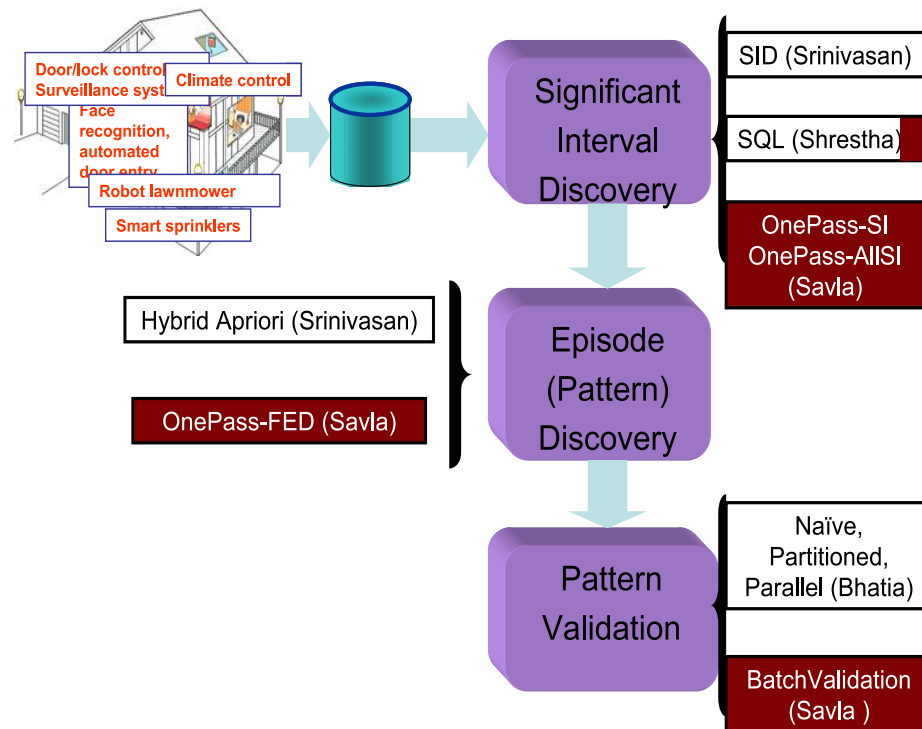 Door/lock control
Surveillance syst
Climate control
Face
recognition,
automated
door entry
Robot lawnmower
Smart sprinklers
Significant
Interval
Discovery
SID (Srinivasan)
SQL (Shrestha)
OnePass-SI
OnePass-AllSI
(Savla)
Hybrid Apriori (Srinivasan)
OnePass-FED (Savla)
Episode
(Pattern)
Discovery
Pattern
Validation
Naïve,
Partitioned,
Parallel (Bhatia)
BatchValidation
(Savla )